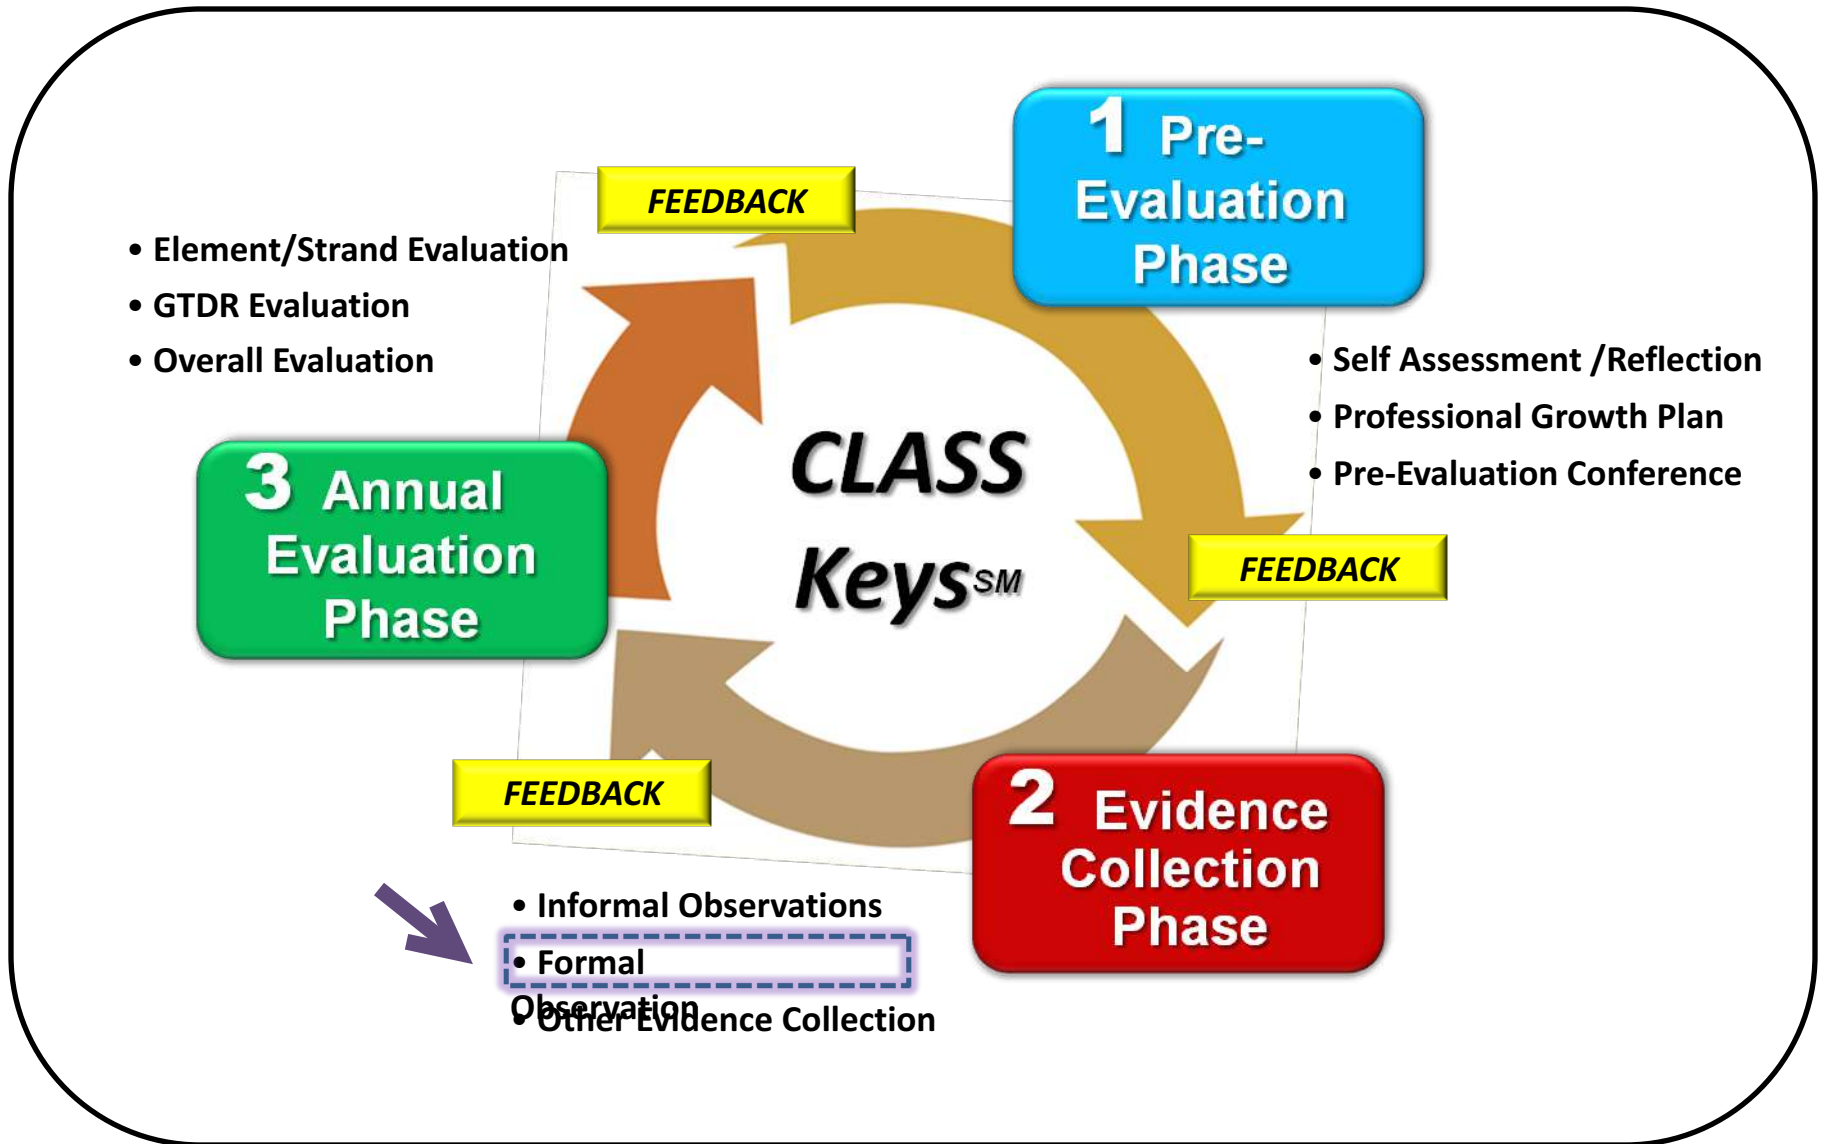 1 Pre-
Evaluation
Phase
FEEDBACK
• Element/Strand Evaluation
• GTDR Evaluation
• Overall Evaluation
• Self Assessment /Reflection
• Professional Growth Plan
• Pre-Evaluation Conference
CLASS
Keys SM
3 Annual
Evaluation
Phase
FEEDBACK
FEEDBACK
2 Evidence
Collection
Phase
• Informal Observations
• Formal
Observation
• Other Evidence Collection